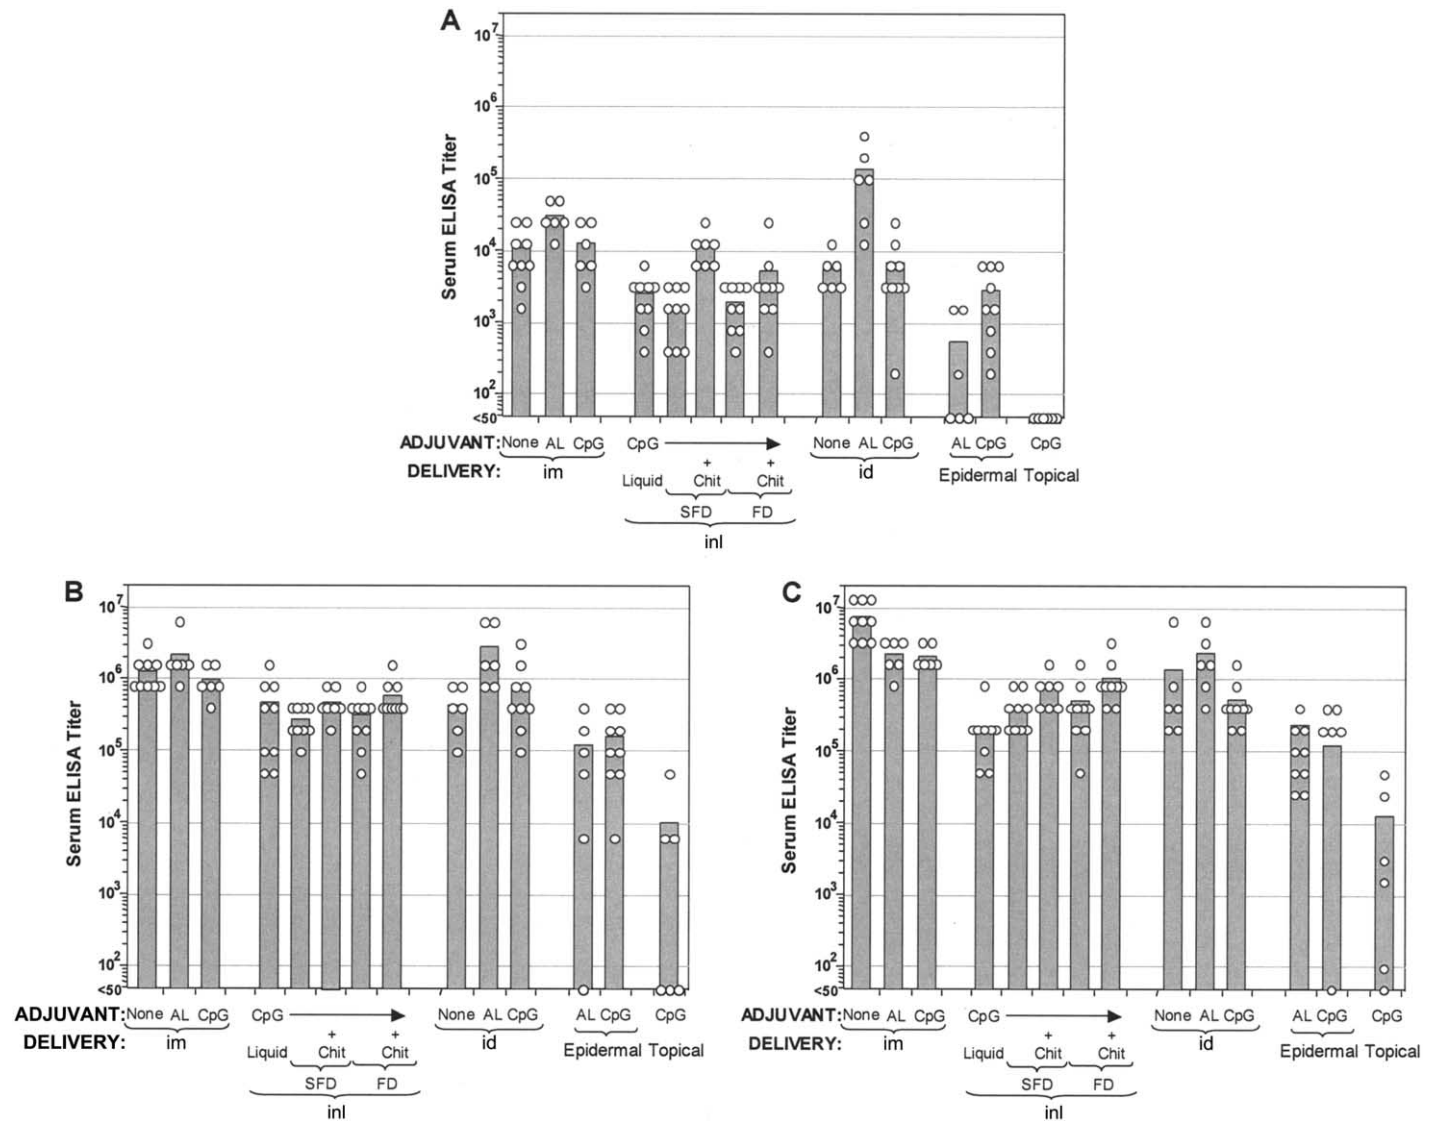 A
10^7
10^6
10^5
10^4
10^3
10^2
<50
Serum ELISA Titer
ADJUVANT: None AL CpG CpG None AL CpG AL CpG CpG
DELIVERY: im Liquid + Chit + Chit id Epidermal Topical
SFD FD
inl
B
10^7
10^6
10^5
10^4
10^3
10^2
<50
Serum ELISA Titer
ADJUVANT: None AL CpG CpG None AL CpG AL CpG CpG
DELIVERY: im Liquid + Chit + Chit id Epidermal Topical
SFD FD
inl
C
10^7
10^6
10^5
10^4
10^3
10^2
<50
Serum ELISA Titer
ADJUVANT: None AL CpG CpG None AL CpG AL CpG CpG
DELIVERY: im Liquid + Chit + Chit id Epidermal Topical
SFD FD
inl